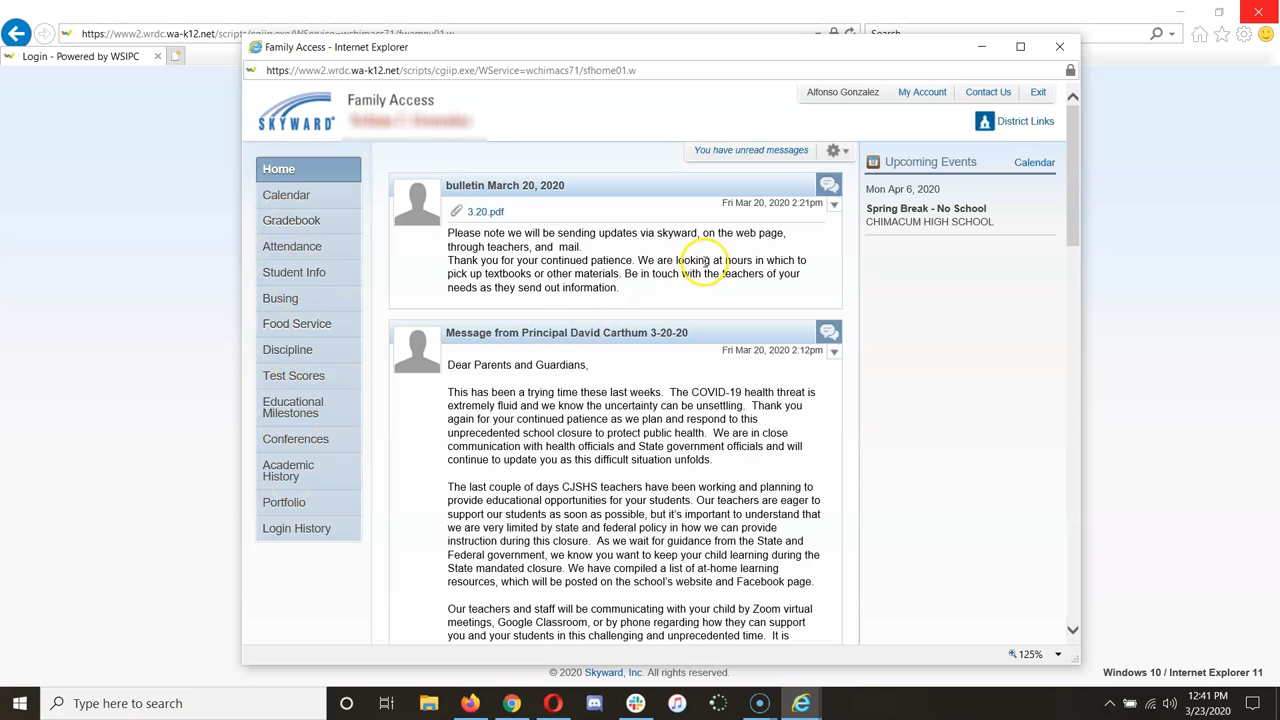 https://www2.wrdc.wa-k12.net/scripts/cgiip.exe/WService=wchimacs71/fwemnu01.w
Search...
Login - Powered by WSIPC
Family Access - Internet Explorer
https://www2.wrdc.wa-k12.net/scripts/cgiip.exe/WService=wchimacs71/sfhome01.w
SKYWARD
Family Access
Alfonso Gonzalez
My Account
Contact Us
Exit
District Links
You have unread messages
Home
Calendar
Gradebook
Attendance
Student Info
Busing
Food Service
Discipline
Test Scores
Educational
Milestones
Conferences
Academic
History
Portfolio
Login History
bulletin March 20, 2020
Fri Mar 20, 2020 2:21pm
3.20.pdf
Please note we will be sending updates via skyward, on the web page,
through teachers, and mail.
Thank you for your continued patience. We are looking at hours in which to
pick up textbooks or other materials. Be in touch with the teachers of your
needs as they send out information.
Message from Principal David Carthum 3-20-20
Fri Mar 20, 2020 2:12pm
Dear Parents and Guardians,
This has been a trying time these last weeks. The COVID-19 health threat is
extremely fluid and we know the uncertainty can be unsettling. Thank you
again for your continued patience as we plan and respond to this
unprecedented school closure to protect public health. We are in close
communication with health officials and State government officials and will
continue to update you as this difficult situation unfolds.
The last couple of days CJSHS teachers have been working and planning to
provide educational opportunities for your students. Our teachers are eager to
support our students as soon as possible, but it's important to understand that
we are very limited by state and federal policy in how we can provide
instruction during this closure. As we wait for guidance from the State and
Federal government, we know you want to keep your child learning during the
State mandated closure. We have compiled a list of at-home learning
resources, which will be posted on the school's website and Facebook page.
Our teachers and staff will be communicating with your child by Zoom virtual
meetings, Google Classroom, or by phone regarding how they can support
you and your students in this challenging and unprecedented time. It is
Upcoming Events
Calendar
Mon Apr 6, 2020
Spring Break - No School
CHIMACUM HIGH SCHOOL
125%
© 2020 Skyward, Inc. All rights reserved.
Windows 10 / Internet Explorer 11
Type here to search
12:41 PM
3/23/2020